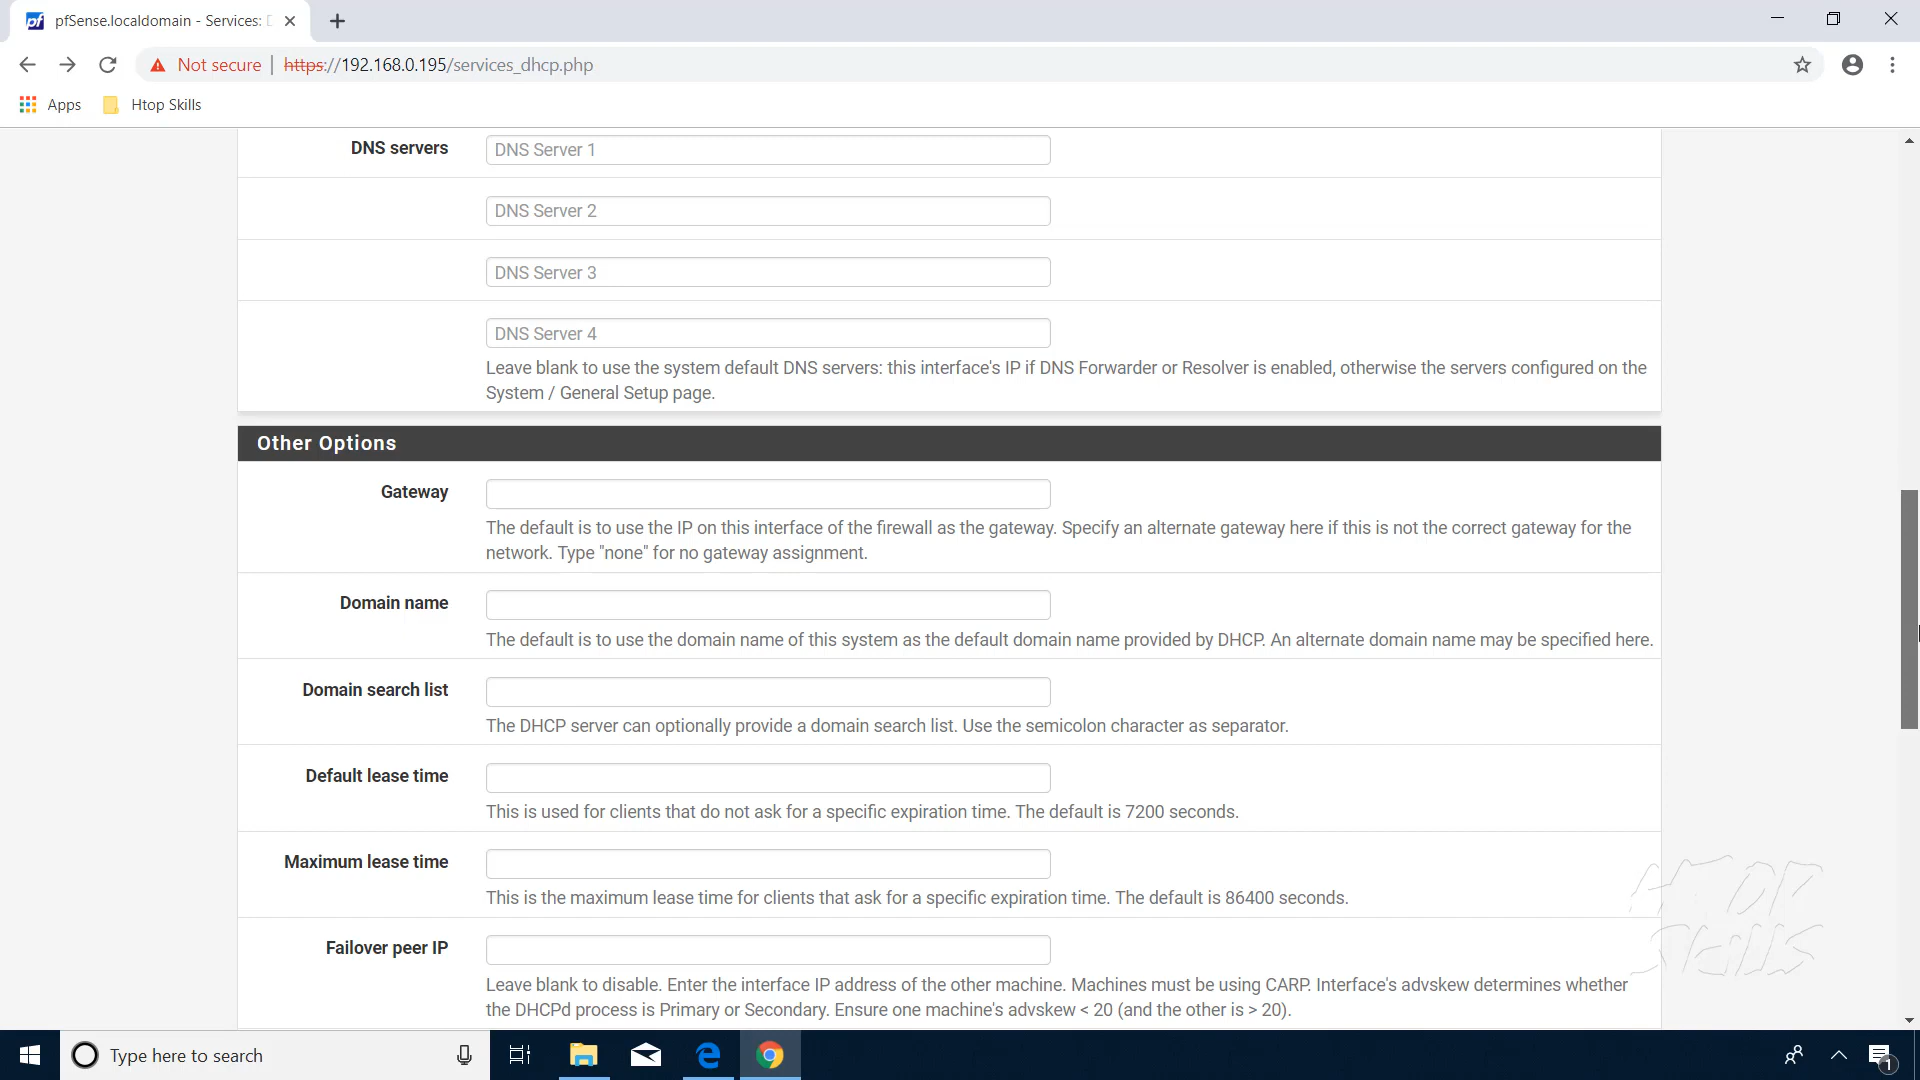 pfSense.localdomain - Services:
Not secure | https://192.168.0.195/services_dhcp.php
Apps
Htop Skills
DNS servers
DNS Server 1
DNS Server 2
DNS Server 3
DNS Server 4
Leave blank to use the system default DNS servers: this interface's IP if DNS Forwarder or Resolver is enabled, otherwise the servers configured on the
System / General Setup page.
Other Options
Gateway
The default is to use the IP on this interface of the firewall as the gateway. Specify an alternate gateway here if this is not the correct gateway for the
network. Type "none" for no gateway assignment.
Domain name
The default is to use the domain name of this system as the default domain name provided by DHCP. An alternate domain name may be specified here.
Domain search list
The DHCP server can optionally provide a domain search list. Use the semicolon character as separator.
Default lease time
This is used for clients that do not ask for a specific expiration time. The default is 7200 seconds.
Maximum lease time
This is the maximum lease time for clients that ask for a specific expiration time. The default is 86400 seconds.
Failover peer IP
Leave blank to disable. Enter the interface IP address of the other machine. Machines must be using CARP. Interface's advskew determines whether
the DHCPd process is Primary or Secondary. Ensure one machine's advskew < 20 (and the other is > 20).
Type here to search
1